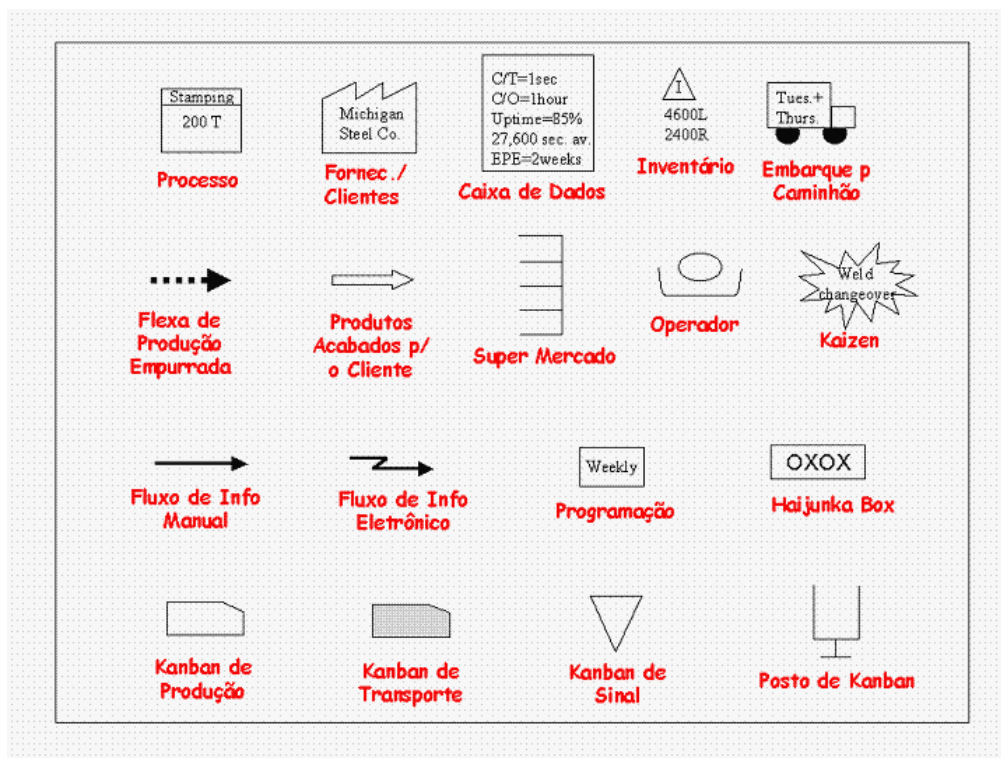 Stamping
200 T
Processo
Michigan
Steel Co.
Fornec./
Clientes
C/T=1sec
C/O=1hour
Uptime=85%
27,600 sec. av.
EPE=2weeks
Caixa de Dados
I
4600L
2400R
Inventário
Tues.+
Thurs.
Embarque p
Caminhão
Flexa de
Produção
Empurrada
Produtos
Acabados p/
o Cliente
Super Mercado
Operador
Weld
changeover
Kaizen
Fluxo de Info
Manual
Fluxo de Info
Eletrônico
Weekly
Programação
OXOX
Haijunka Box
Kanban de
Produção
Kanban de
Transporte
Kanban de
Sinal
Posto de Kanban